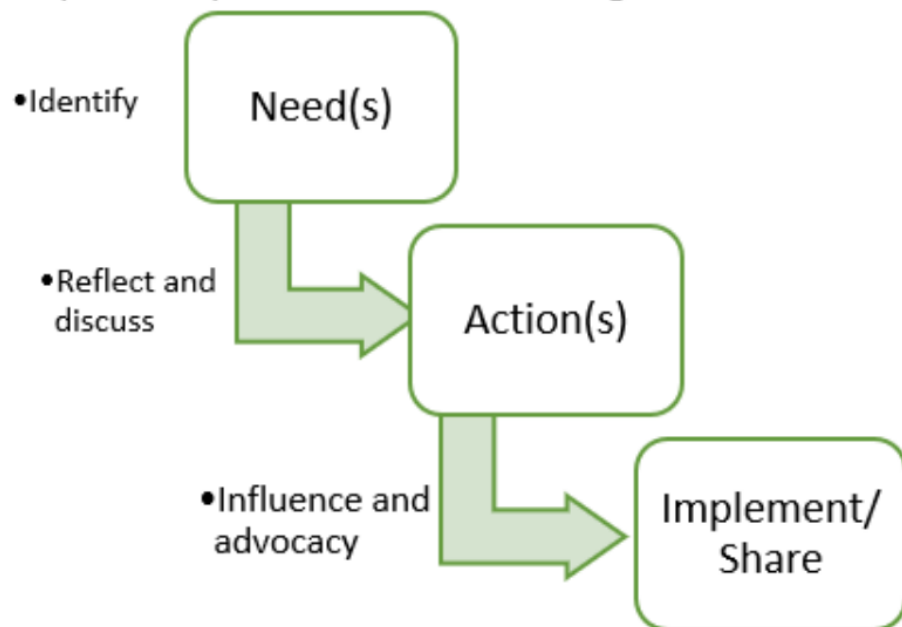 •Identify
Need(s)
•Reflect and
discuss
Action(s)
•Influence and
advocacy
Implement/
Share